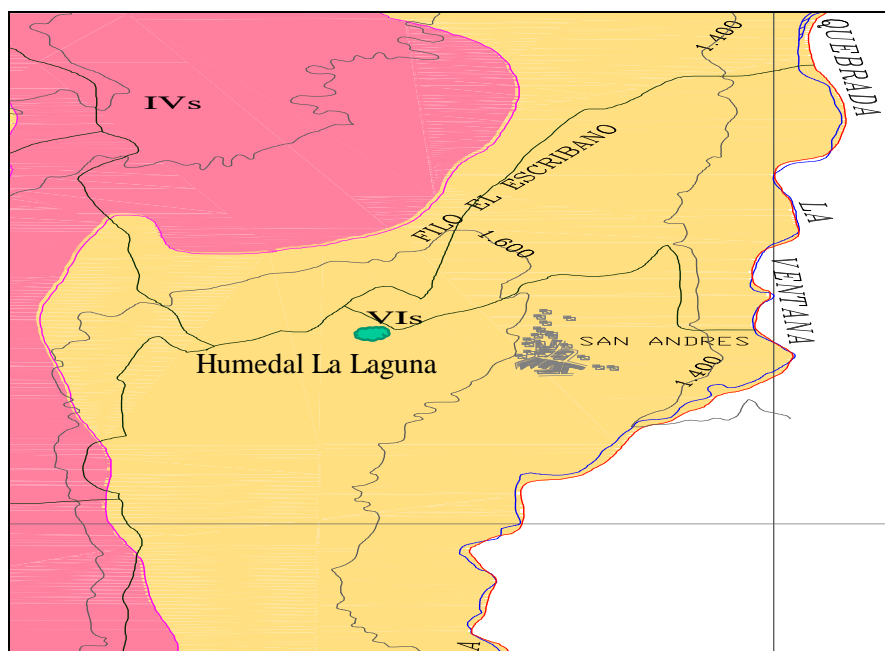 1.400
QUEBRADA
IVs
FILO EL ESCRIBANO
LA
1.600
VENTANA
VIs
SAN ANDRES
Humedal La Laguna
1.400
A